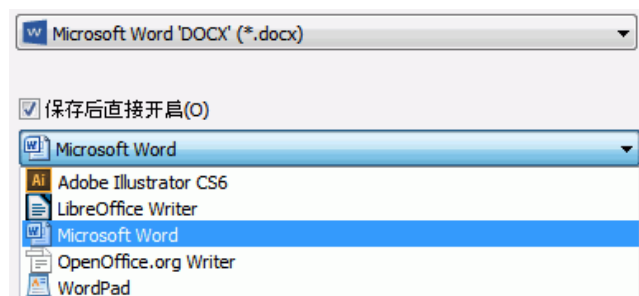 Microsoft Word 'DOCX' (*.docx)
保存后直接开启(O)
Microsoft Word
Adobe Illustrator CS6
LibreOffice Writer
Microsoft Word
OpenOffice.org Writer
WordPad